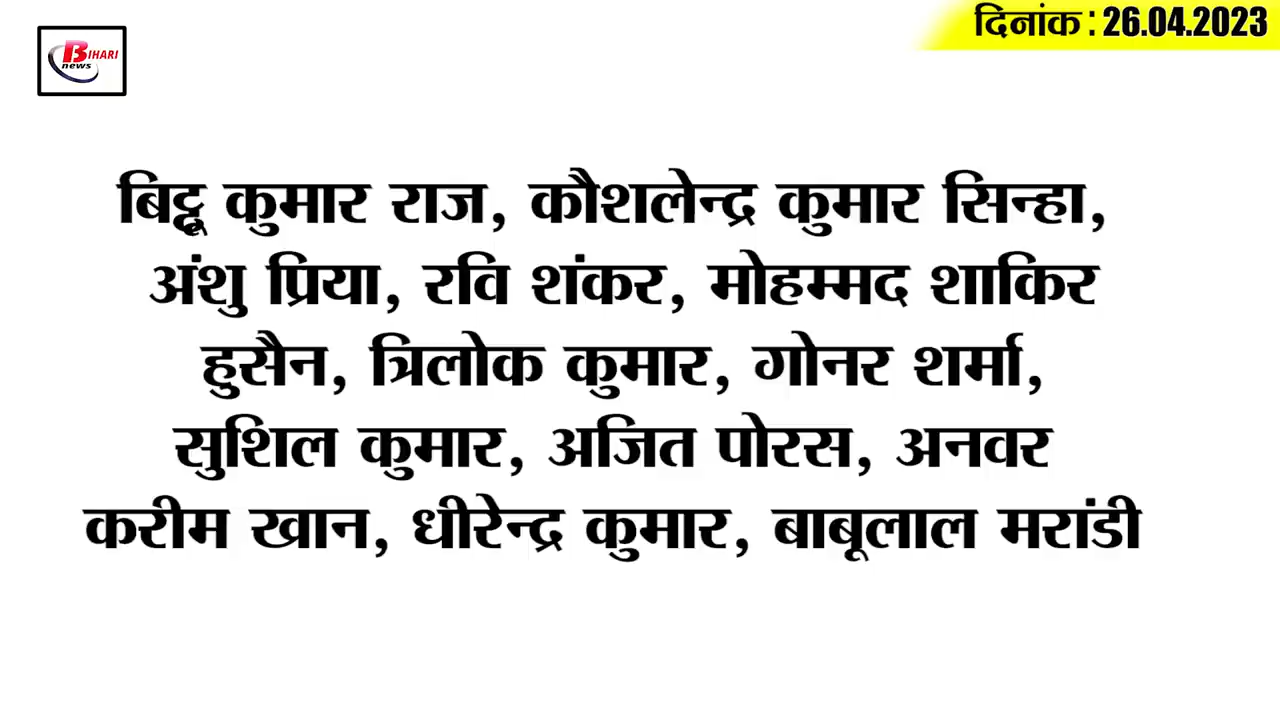 BIHARI
news
दिनांक : 26.04.2023
बिट्टू कुमार राज, कौशलेन्द्र कुमार सिन्हा,
अंशु प्रिया, रवि शंकर, मोहम्मद शाकिर
हुसैन, त्रिलोक कुमार, गोनर शर्मा,
सुशिल कुमार, अजित पोरस, अनवर
करीम खान, धीरेन्द्र कुमार, बाबूलाल मरांडी